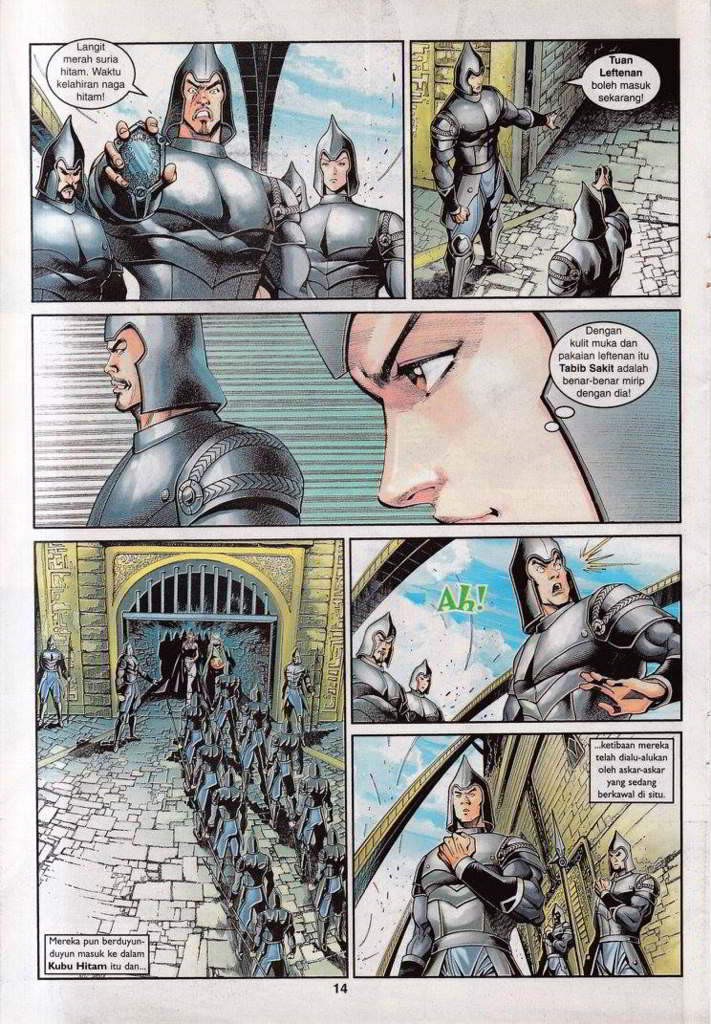 Langit
merah suria
hitam. Waktu
kelahiran naga
hitam!
Tuan
Leftenan
boleh masuk
sekarang!
Dengan
kulit muka dan
pakaian leftenan itu
Tabib Sakit adalah
benar-benar mirip
dengan dia!
Mereka pun berduyun-
duyun masuk ke dalam
Kubu Hitam itu dan...
Ah!
...ketibaan mereka
telah dialu-alukan
oleh askar-askar
yang sedang
berkawal di situ.
14